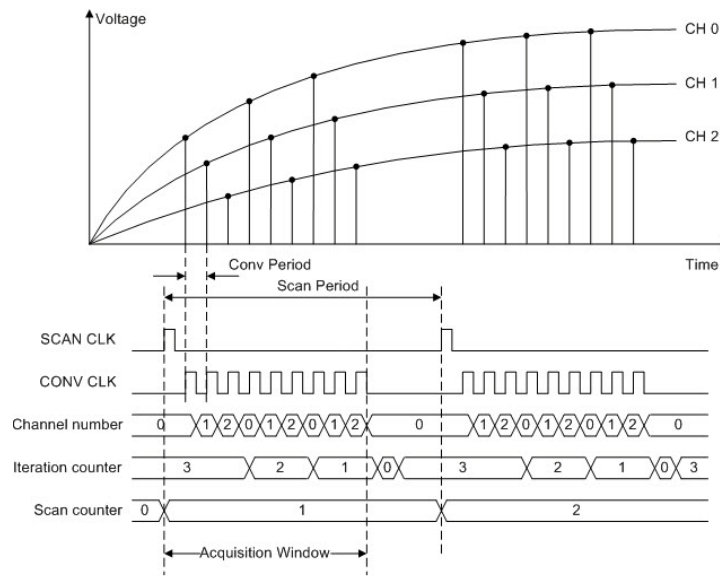 Voltage
CH 0
CH 1
CH 2
Conv Period
Time
Scan Period
SCAN CLK
CONV CLK
Channel number 0 1 2 0 1 2 0 1 2 0 1 2 0 1 2 0 1 2 0
Iteration counter 3 2 1 0 3 2 1 0 3
Scan counter 0 1 2
Acquisition Window